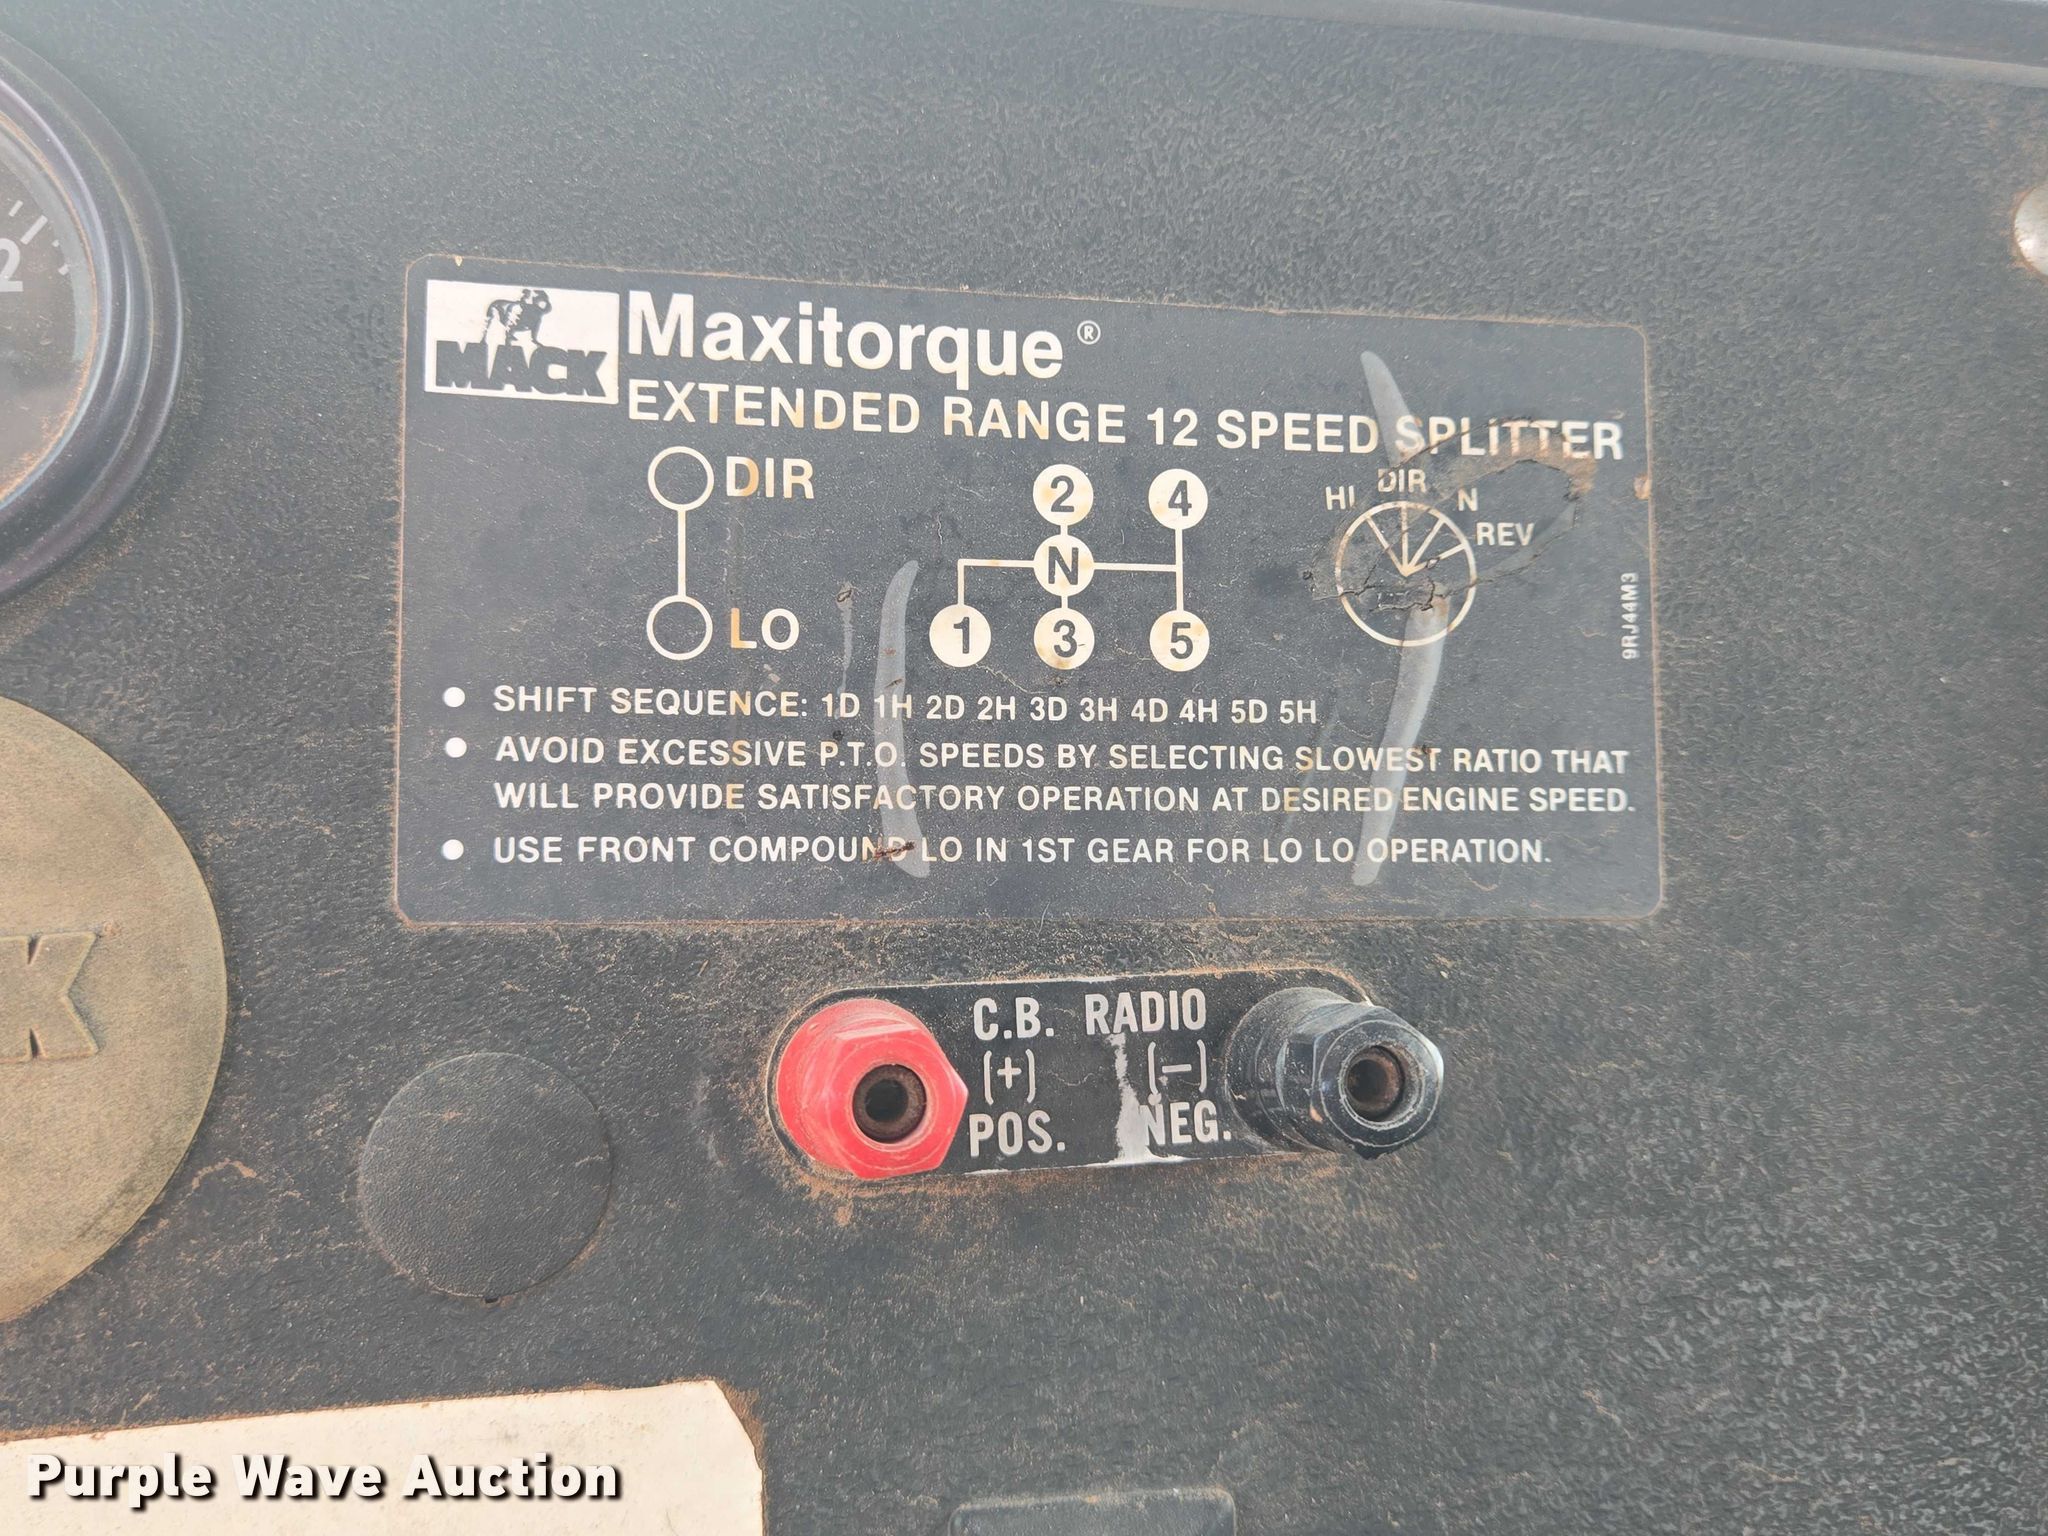 2
MACK
Maxitorque®
EXTENDED RANGE 12 SPEED SPLITTER
DIR
LO
2
4
N
1
3
5
HI
DIR
N
REV
9RJ44M3
• SHIFT SEQUENCE: 1D 1H 2D 2H 3D 3H 4D 4H 5D 5H
• AVOID EXCESSIVE P.T.O. SPEEDS BY SELECTING SLOWEST RATIO THAT
WILL PROVIDE SATISFACTORY OPERATION AT DESIRED ENGINE SPEED.
• USE FRONT COMPOUND LO IN 1ST GEAR FOR LO LO OPERATION.
K
C.B. RADIO
(+) (−)
POS. NEG.
Purple Wave Auction